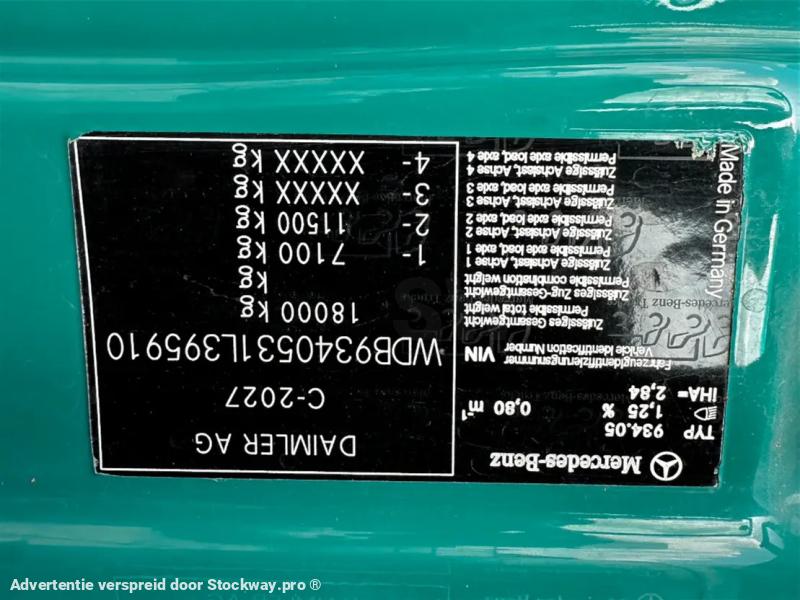 Mercedes-Benz
TYP 934.05
1,25 % 0,80 m⁻¹
IHA= 2,84
DAIMLER AG
C-2027
Fahrzeugidentifizierungsnummer
Vehicle Identification Number VIN
WDB9340531L395910
Zulässiges Gesamtgewicht
Permissible total weight
18000 kg
Zulässiges Zug-Gesamtgewicht
Permissible combination weight
kg
Zulässige Achslast, Achse 1
Permissible axle load, axle 1
1- 7100 kg
Zulässige Achslast, Achse 2
Permissible axle load, axle 2
2- 11500 kg
Zulässige Achslast, Achse 3
Permissible axle load, axle 3
3- XXXXX kg
Zulässige Achslast, Achse 4
Permissible axle load, axle 4
4- XXXXX kg
Made in Germany
Advertentie verspreid door Stockway.pro ®